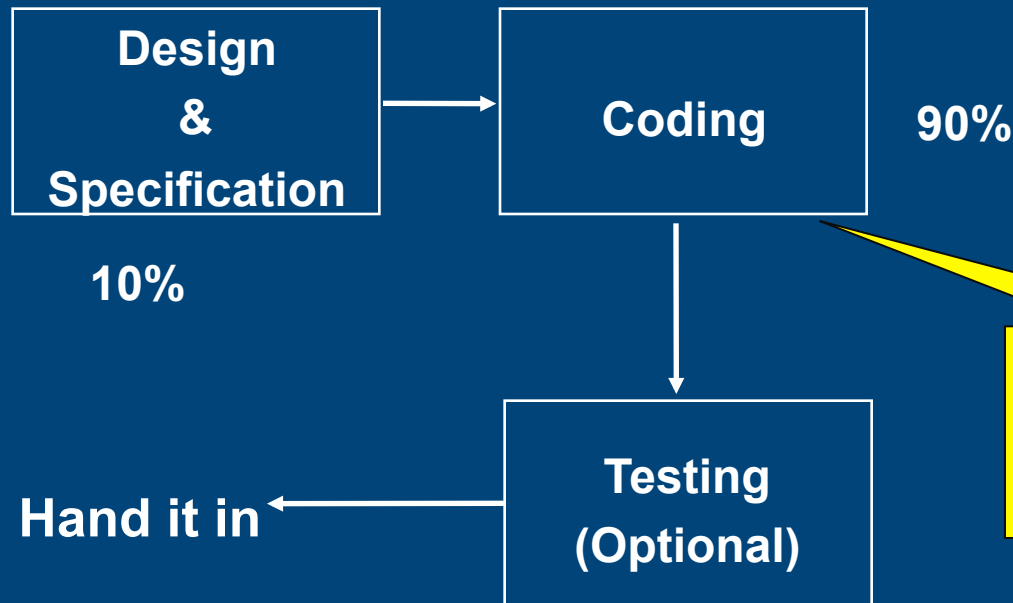 Design
&
Specification
Coding
90%
10%
Testing
(Optional)
Hand it in